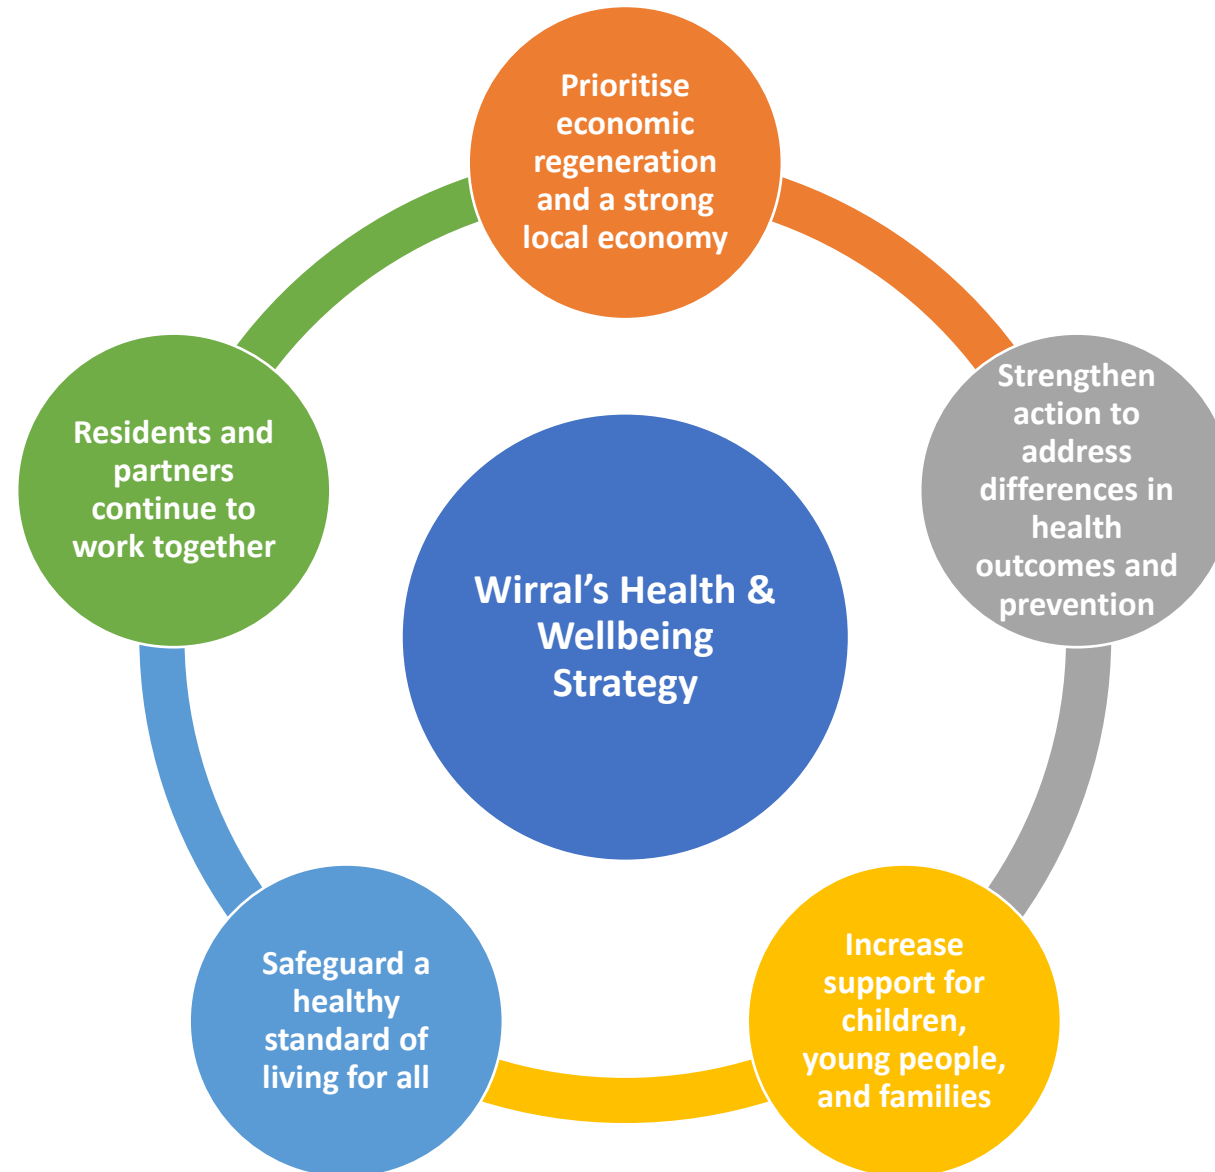 Prioritise
economic
regeneration
and a strong
local economy
Strengthen
action to
address
differences in
health
outcomes and
prevention
Increase
support for
children,
young people,
and families
Safeguard a
healthy
standard of
living for all
Residents and
partners
continue to
work together
Wirral’s Health &
Wellbeing
Strategy